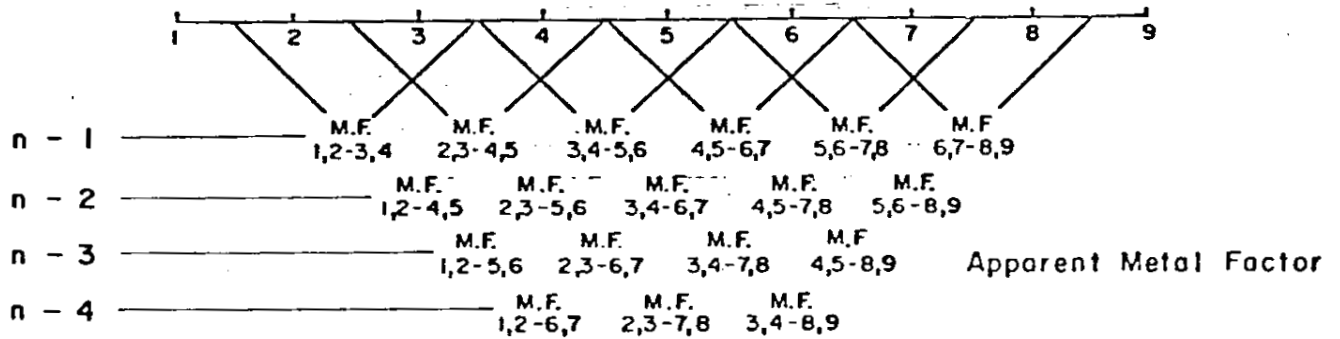 1 2 3 4 5 6 7 8 9
M.F. M.F. M.F. M.F. M.F. M.F
n - 1 1,2-3,4 2,3-4,5 3,4-5,6 4,5-6,7 5,6-7,8 6,7-8,9
M.F. M.F. M.F. M.F. M.F.
n - 2 1,2-4,5 2,3-5,6 3,4-6,7 4,5-7,8 5,6-8,9
M.F. M.F. M.F. M.F
n - 3 1,2-5,6 2,3-6,7 3,4-7,8 4,5-8,9 Apparent Metal Factor
M.F. M.F. M.F.
n - 4 1,2-6,7 2,3-7,8 3,4-8,9